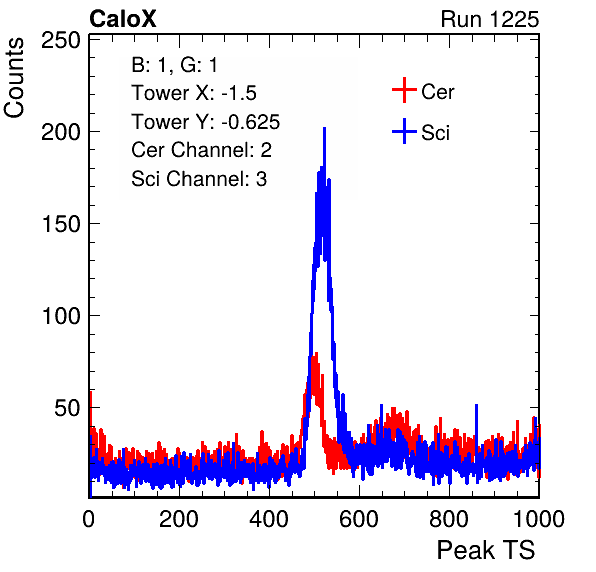 CaloX Run 1225
Counts
B: 1, G: 1
Tower X: -1.5
Tower Y: -0.625
Cer Channel: 2
Sci Channel: 3
Cer
Sci
250
200
150
100
50
0 200 400 600 800 1000
Peak TS